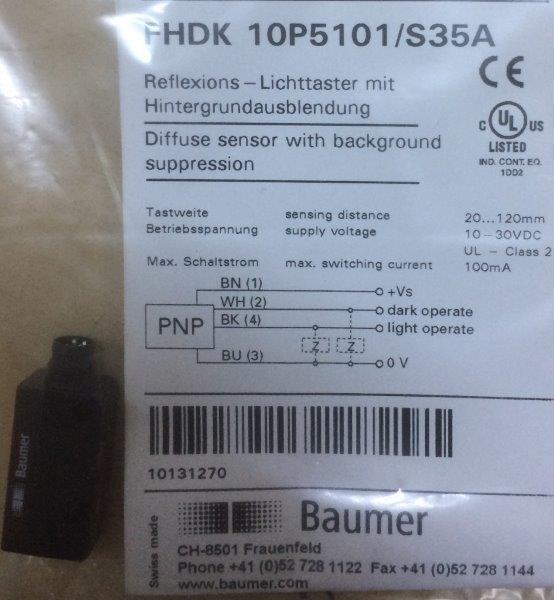 FHDK 10P5101/S35A
Reflexions – Lichttaster mit
Hintergrundausblendung
Diffuse sensor with background
suppression
CE
C UL US
LISTED
IND. CONT. EQ.
1DD2
Tastweite sensing distance 20...120mm
Betriebsspannung supply voltage 10 – 30VDC
UL – Class 2
Max. Schaltstrom max. switching current 100mA
PNP
BN (1) +Vs
WH (2) dark operate
BK (4) light operate
Z Z
BU (3) 0 V
10131270
Baumer
Baumer
Swiss made
CH-8501 Frauenfeld
Phone +41 (0)52 728 1122 Fax +41 (0)52 728 1144
www.baumer.com